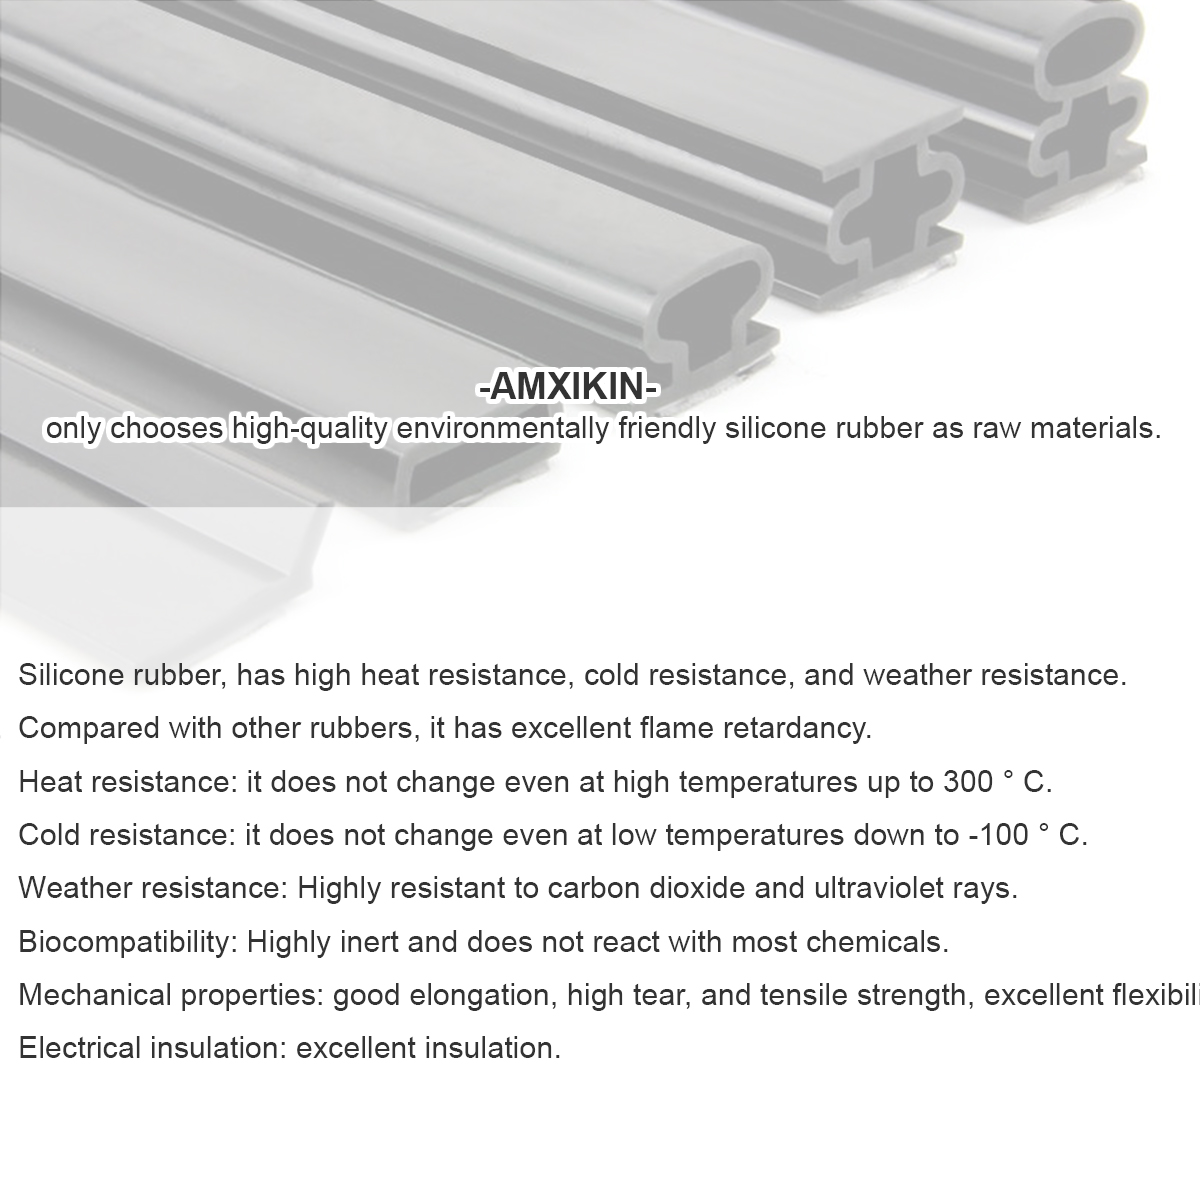 -AMXIKIN-
only chooses high-quality environmentally friendly silicone rubber as raw materials.
Silicone rubber, has high heat resistance, cold resistance, and weather resistance.
Compared with other rubbers, it has excellent flame retardancy.
Heat resistance: it does not change even at high temperatures up to 300 ° C.
Cold resistance: it does not change even at low temperatures down to -100 ° C.
Weather resistance: Highly resistant to carbon dioxide and ultraviolet rays.
Biocompatibility: Highly inert and does not react with most chemicals.
Mechanical properties: good elongation, high tear, and tensile strength, excellent flexibili
Electrical insulation: excellent insulation.